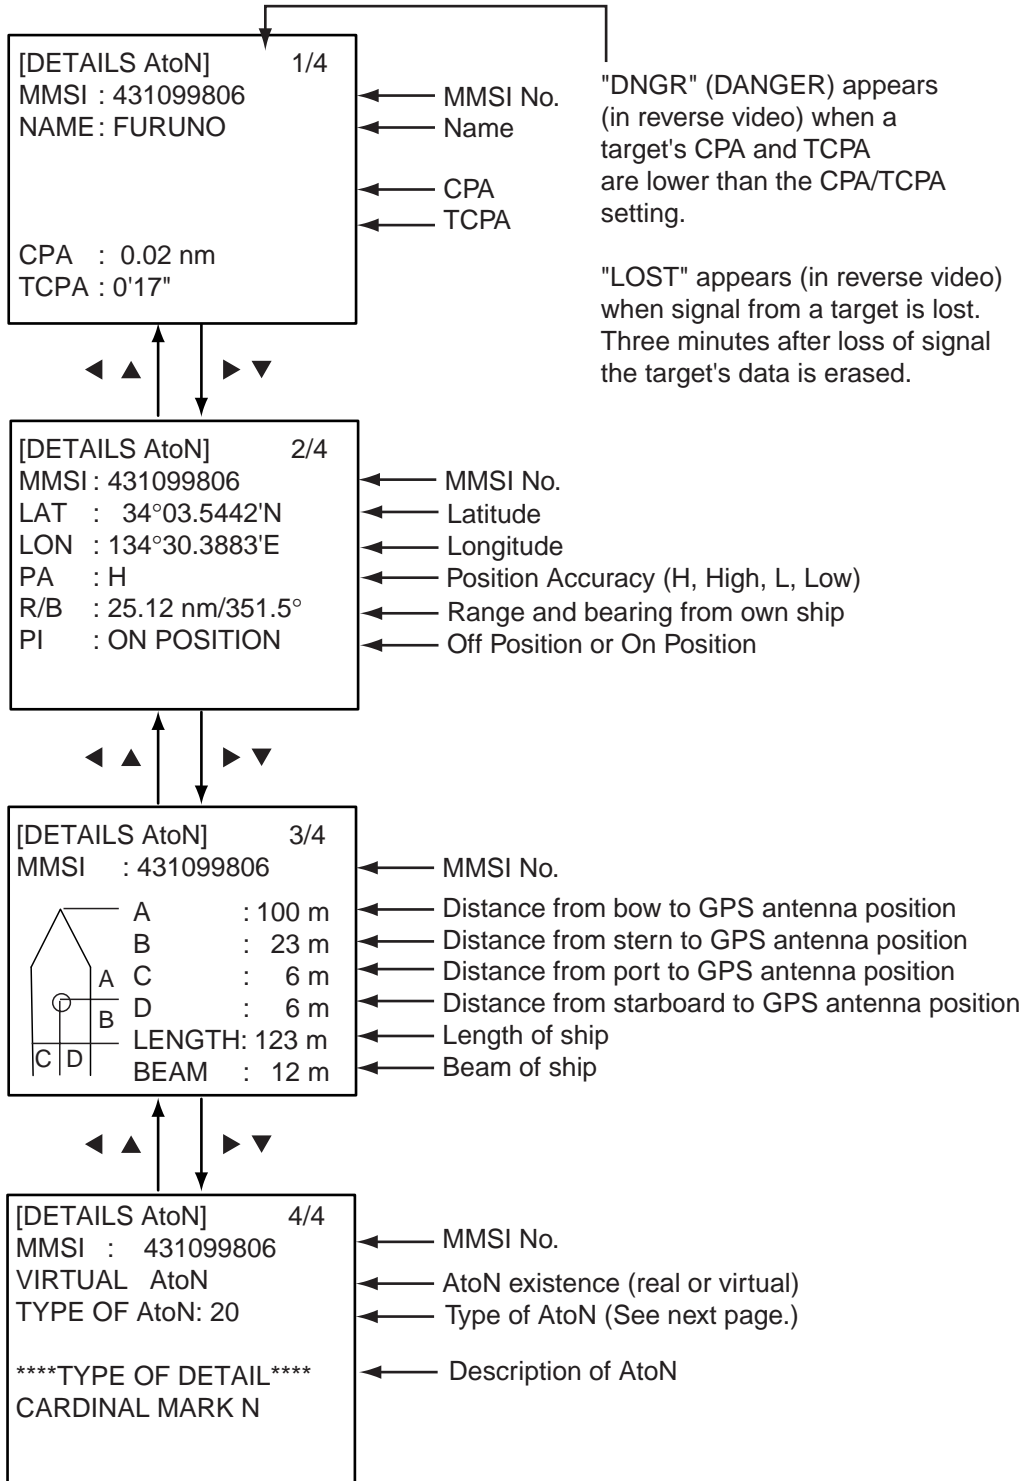 [DETAILS AtoN] 1/4
MMSI : 431099806
NAME : FURUNO
CPA : 0.02 nm
TCPA : 0'17"
MMSI No.
Name
CPA
TCPA
"DNGR" (DANGER) appears
(in reverse video) when a
target's CPA and TCPA
are lower than the CPA/TCPA
setting.
"LOST" appears (in reverse video)
when signal from a target is lost.
Three minutes after loss of signal
the target's data is erased.
[DETAILS AtoN] 2/4
MMSI : 431099806
LAT : 34°03.5442'N
LON : 134°30.3883'E
PA : H
R/B : 25.12 nm/351.5°
PI : ON POSITION
MMSI No.
Latitude
Longitude
Position Accuracy (H, High, L, Low)
Range and bearing from own ship
Off Position or On Position
[DETAILS AtoN] 3/4
MMSI : 431099806
A : 100 m
B : 23 m
C : 6 m
D : 6 m
LENGTH: 123 m
BEAM : 12 m
A
B
C D
MMSI No.
Distance from bow to GPS antenna position
Distance from stern to GPS antenna position
Distance from port to GPS antenna position
Distance from starboard to GPS antenna position
Length of ship
Beam of ship
[DETAILS AtoN] 4/4
MMSI : 431099806
VIRTUAL AtoN
TYPE OF AtoN: 20
****TYPE OF DETAIL****
CARDINAL MARK N
MMSI No.
AtoN existence (real or virtual)
Type of AtoN (See next page.)
Description of AtoN